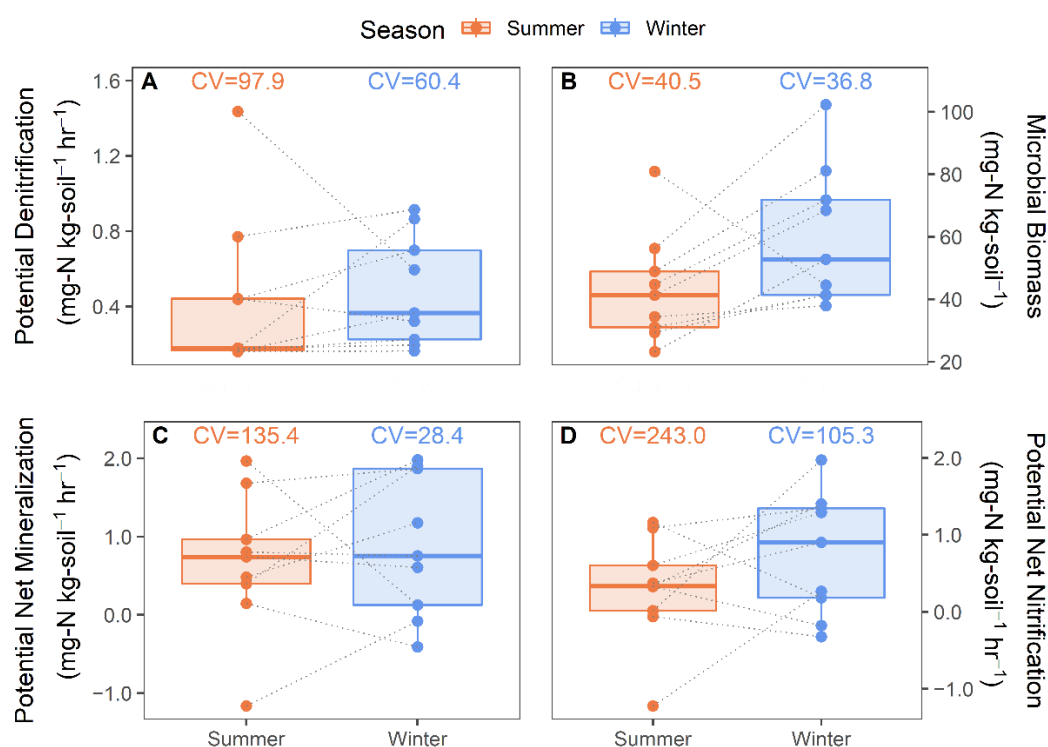 Season Summer Winter
A CV=97.9 CV=60.4
1.6
1.2
0.8
0.4
Potential Denitrification
(mg-N kg-soil⁻¹ hr⁻¹)
B CV=40.5 CV=36.8
100
80
60
40
20
Microbial Biomass
(mg-N kg-soil⁻¹)
C CV=135.4 CV=28.4
2.0
1.0
0.0
−1.0
Potential Net Mineralization
(mg-N kg-soil⁻¹ hr⁻¹)
Summer Winter
D CV=243.0 CV=105.3
2.0
1.0
0.0
−1.0
Potential Net Nitrification
(mg-N kg-soil⁻¹ hr⁻¹)
Summer Winter